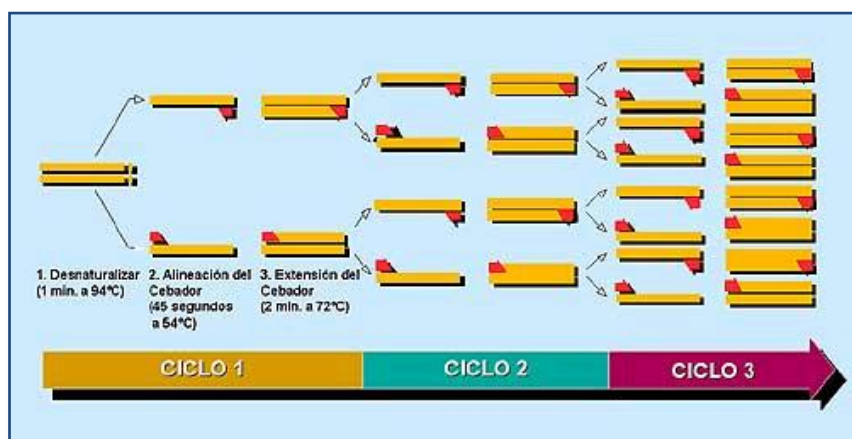 1. Desnaturalizar
(1 min. a 94°C)
2. Alineación del
Cebador
(45 segundos
a 54°C)
3. Extensión del
Cebador
(2 min. a 72°C)
CICLO 1
CICLO 2
CICLO 3